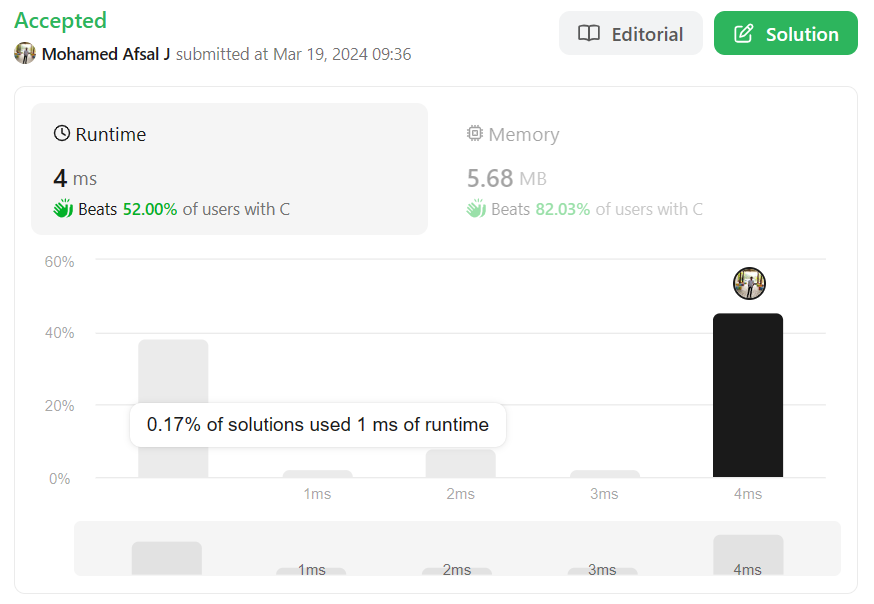 Accepted
Mohamed Afsal J submitted at Mar 19, 2024 09:36
Editorial
Solution
Runtime
4 ms
Beats 52.00% of users with C
Memory
5.68 MB
Beats 82.03% of users with C
60%
40%
20%
0%
0.17% of solutions used 1 ms of runtime
1ms 2ms 3ms 4ms
1ms 2ms 3ms 4ms